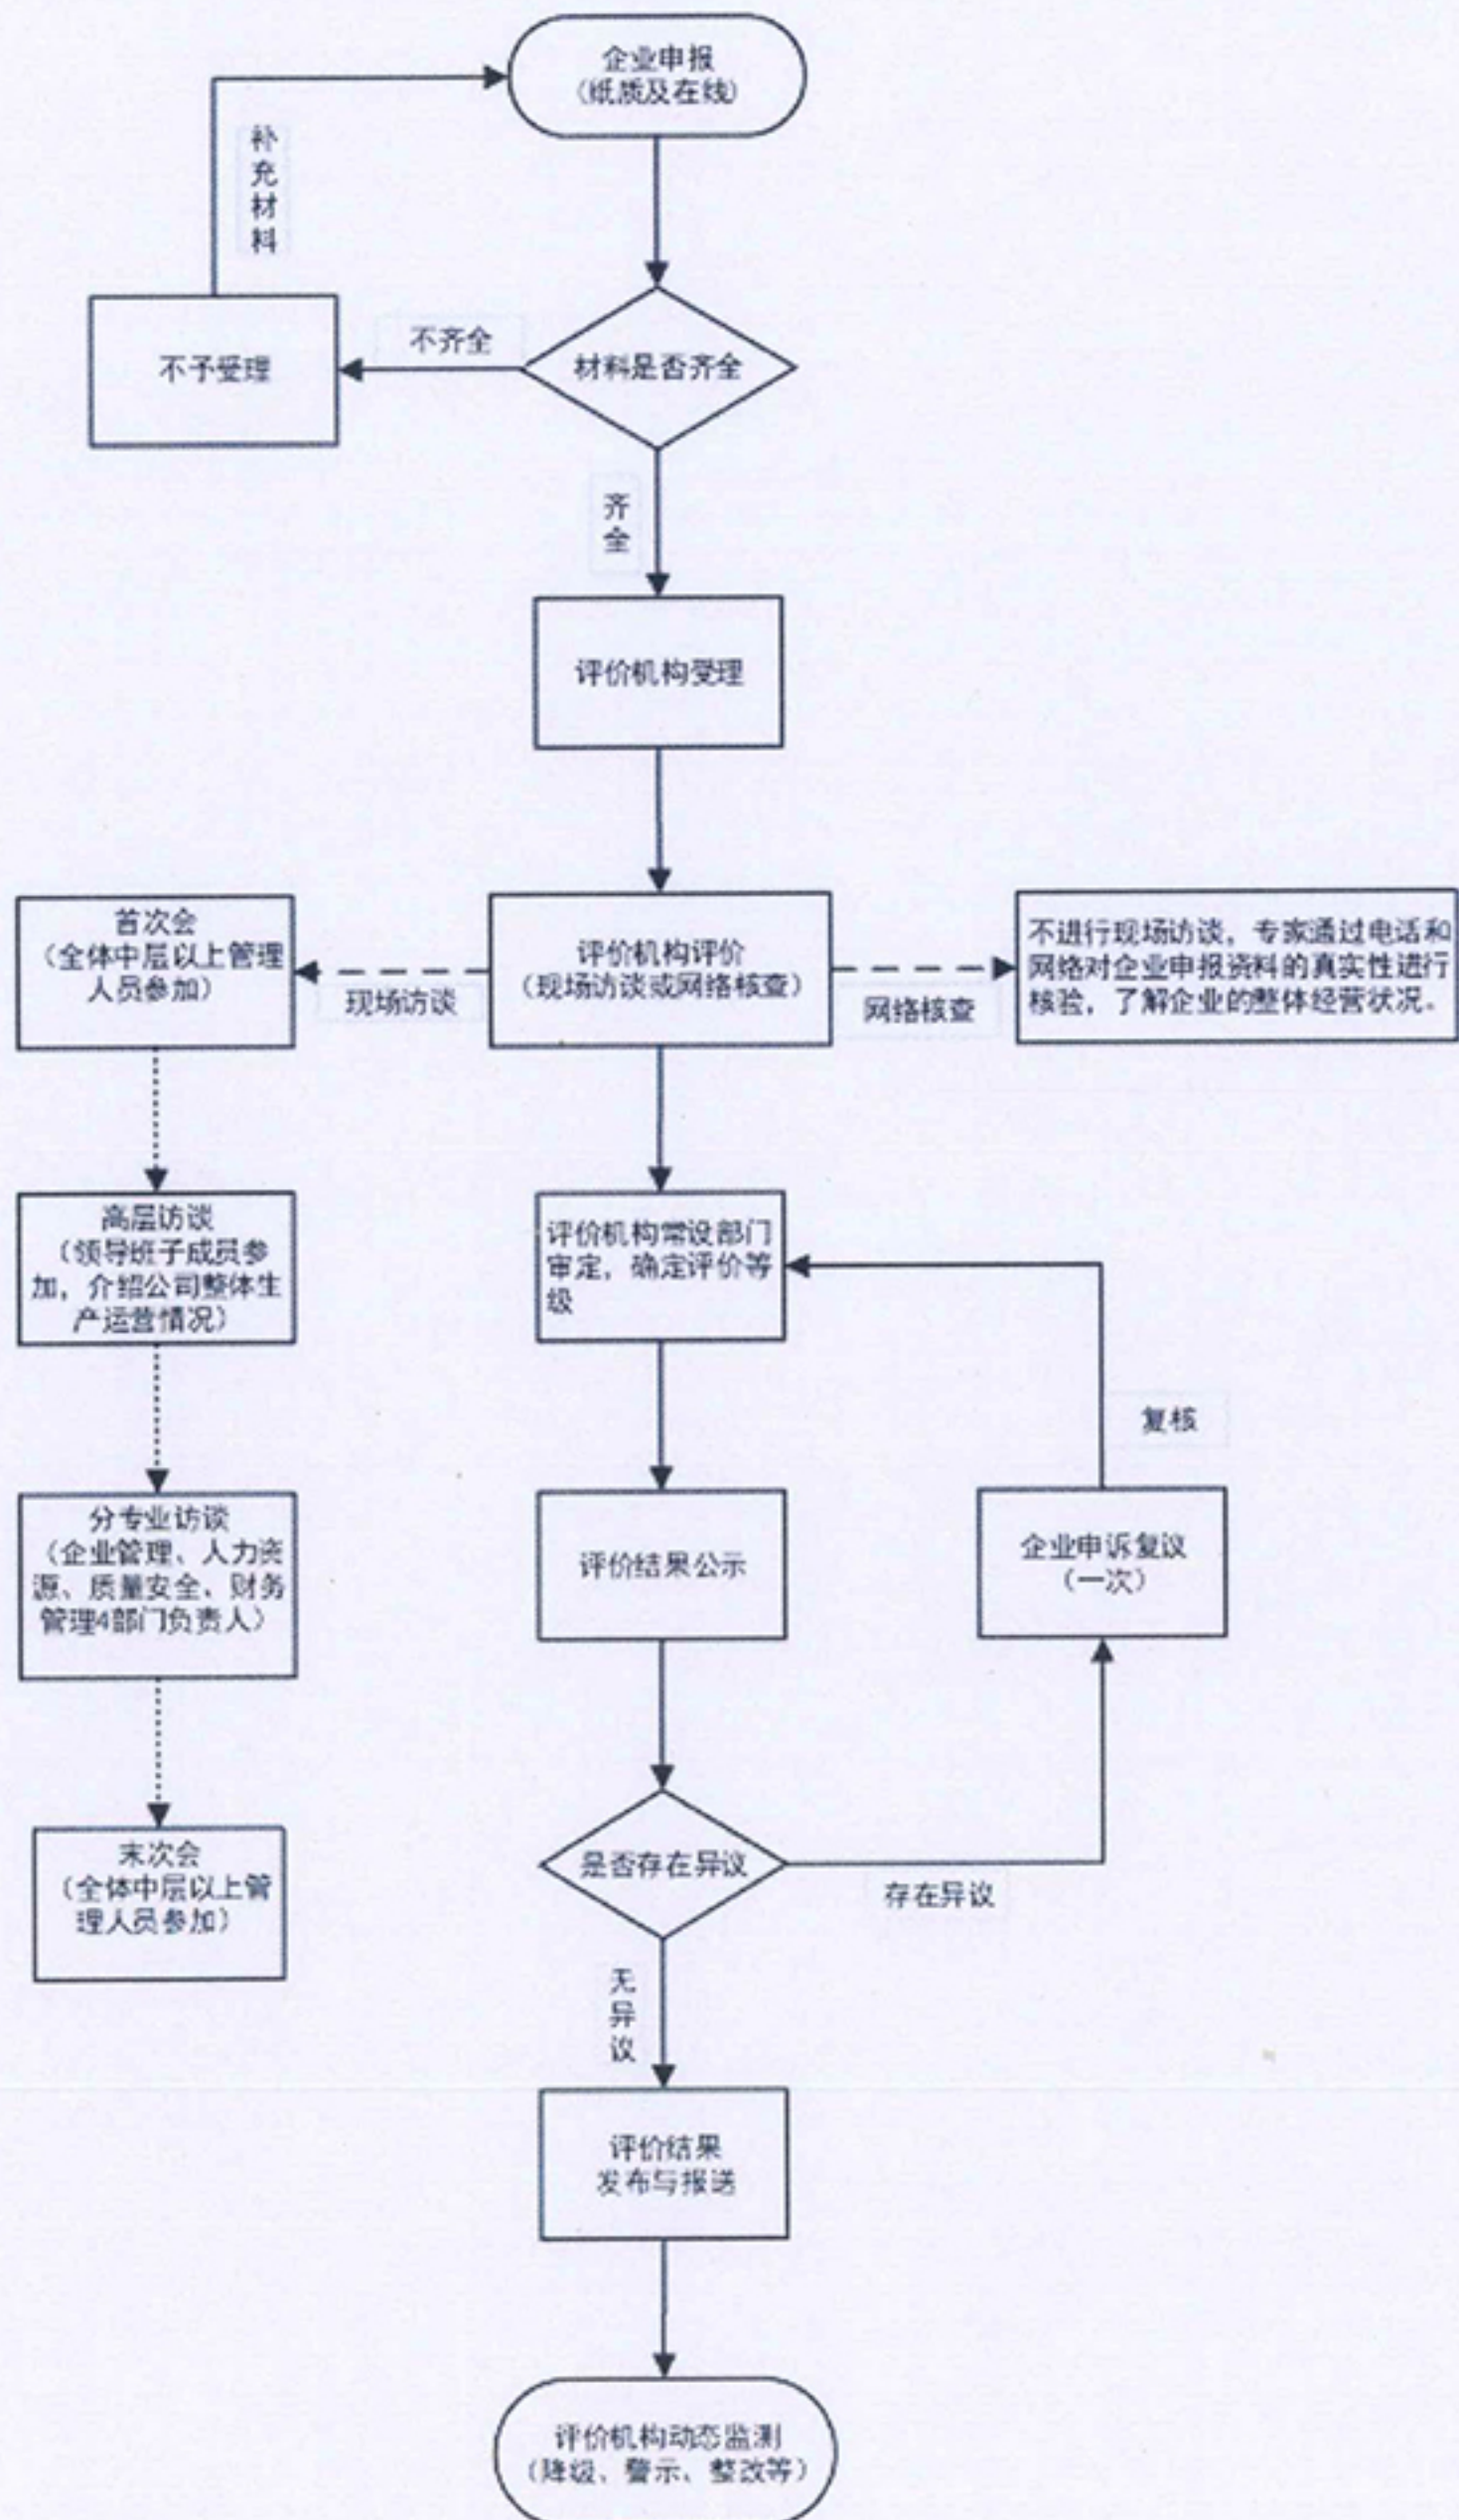 企业申报
(纸质及在线)
补充材料
不予受理
不齐全
材料是否齐全
齐全
评价机构受理
首次会
(全体中层以上管理
人员参加)
现场访谈
评价机构评价
(现场访谈或网络核查)
网络核查
不进行现场访谈，专家通过电话和
网络对企业申报资料的真实性进行
核验，了解企业的整体经营状况。
高层访谈
(领导班子成员参
加，介绍公司整体生
产运营情况)
评价机构常设部门
审定，确定评价等
级
复核
分专业访谈
(企业管理、人力资
源、质量安全、财务
管理4部门负责人)
评价结果公示
企业申诉复议
(一次)
末次会
(全体中层以上管
理人员参加)
是否存在异议
存在异议
无异议
评价结果
发布与报送
评价机构动态监测
(降级、警示、整改等)